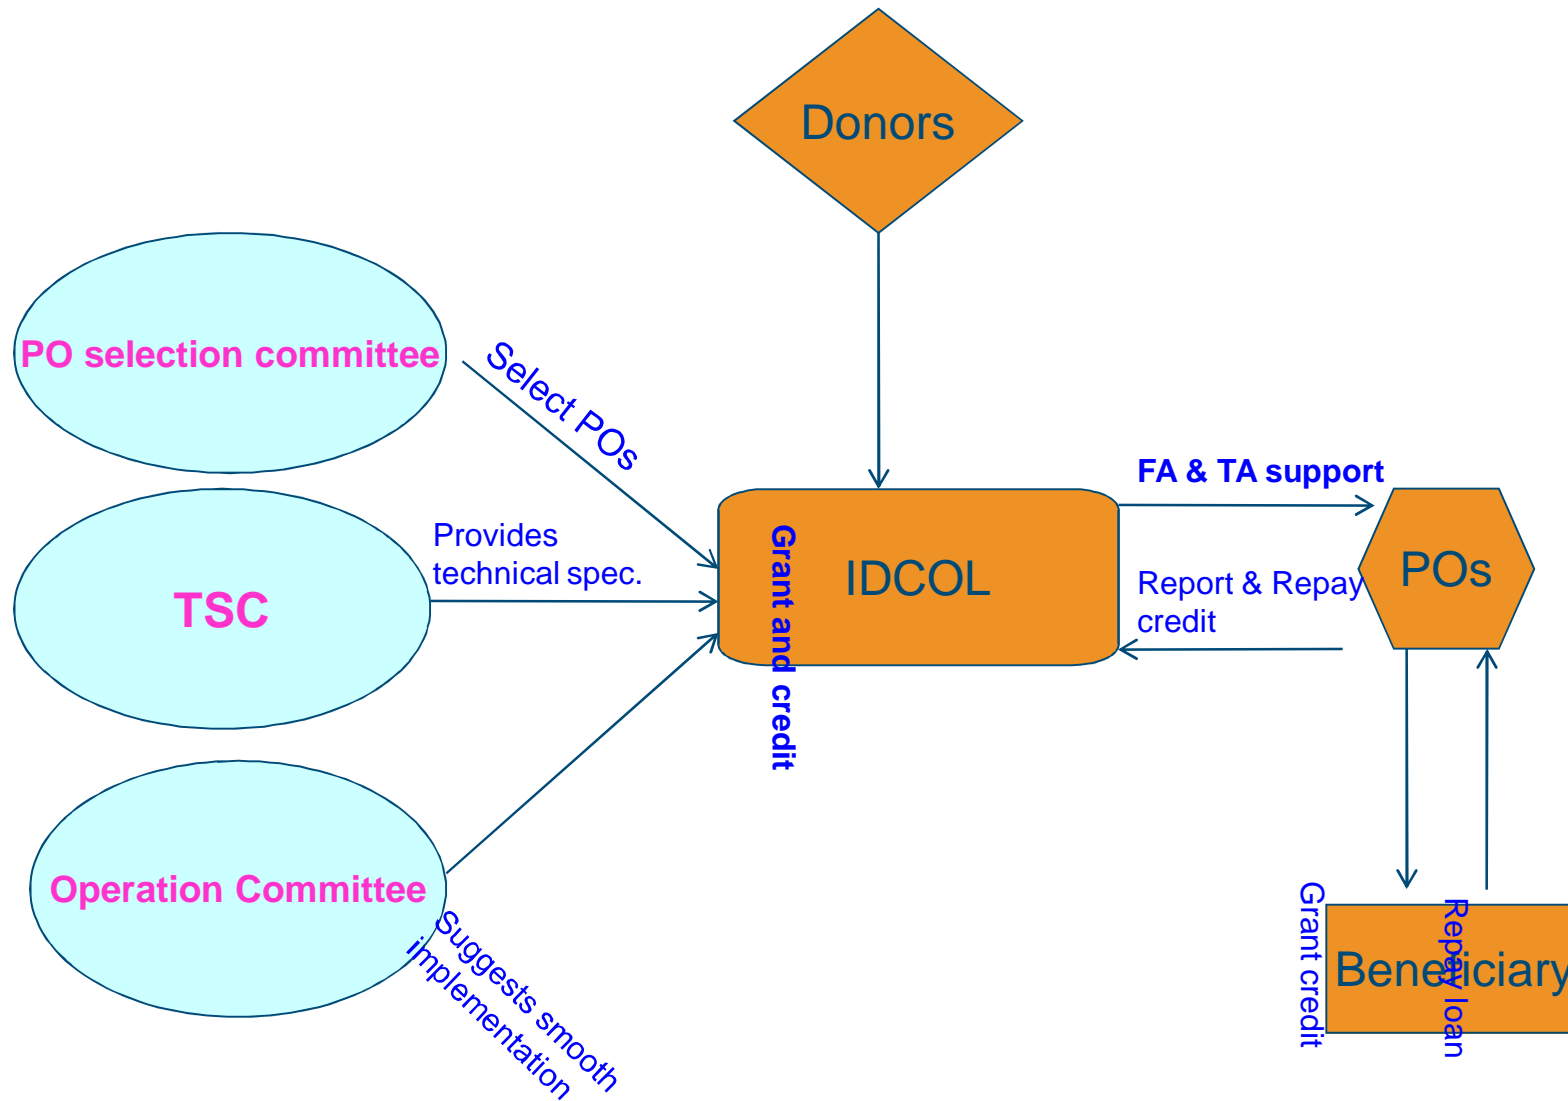 Donors
PO selection committee
Select POs
FA & TA support
Provides
technical spec.
TSC
Grant and credit
IDCOL
POs
Report & Repay
credit
Operation Committee
Suggests smooth
implementation
Grant credit
Repay loan
Beneficiary